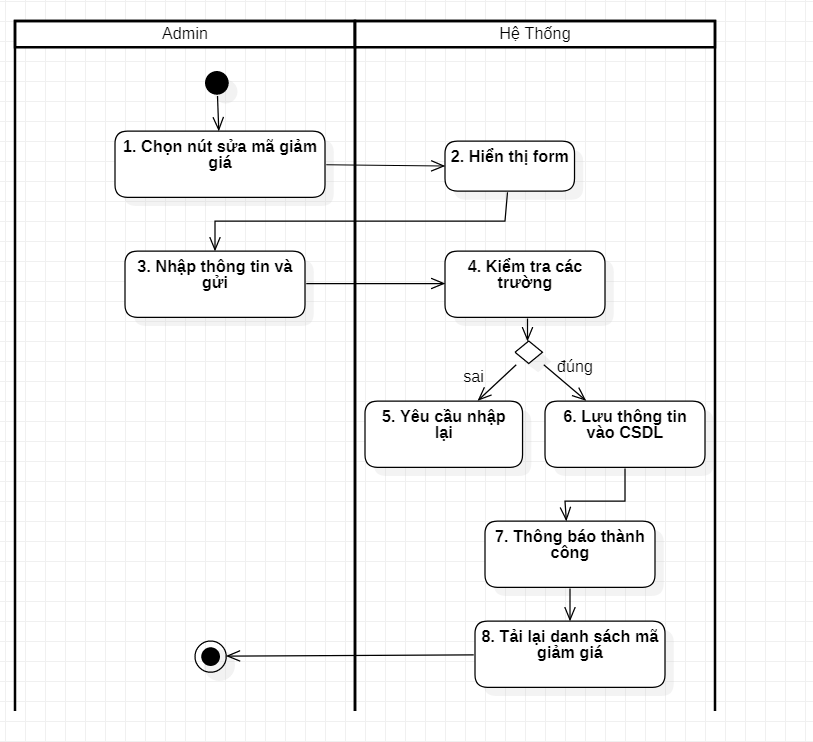 Admin
Hệ Thống
1. Chọn nút sửa mã giảm
giá
2. Hiển thị form
3. Nhập thông tin và
gửi
4. Kiểm tra các
trường
sai
đúng
5. Yêu cầu nhập
lại
6. Lưu thông tin
vào CSDL
7. Thông báo thành
công
8. Tải lại danh sách mã
giảm giá